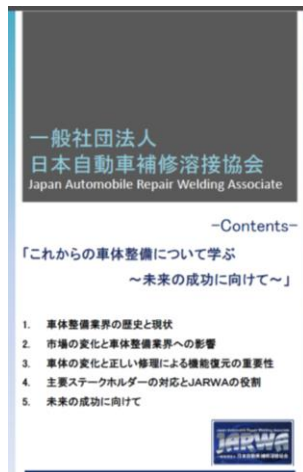 一般社団法人
日本自動車補修溶接協会
Japan Automobile Repair Welding Associate
-Contents-
「これからの車体整備について学ぶ
～未来の成功に向けて～」
1. 車体整備業界の歴史と現状
2. 市場の変化と車体整備業界への影響
3. 車体の変化と正しい修理による機能復元の重要性
4. 主要ステークホルダーの対応とJARWAの役割
5. 未来の成功に向けて
JARWA